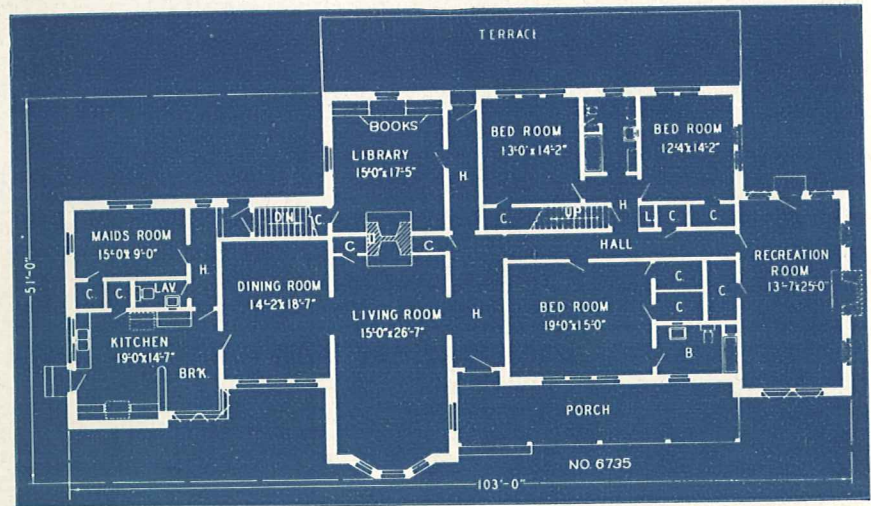 TERRACE
BOOKS
LIBRARY
15'-0"x17'-5"
H.
BED ROOM
13'-0"x14'-2"
BED ROOM
12'-4"x14'-2"
C.
UP
H
L.
C.
C.
HALL
MAIDS ROOM
15'-0"x9'-0"
H.
DN.
C.
C.
C.
C.
C.
LAV.
DINING ROOM
14'-2"x18'-7"
LIVING ROOM
15'-0"x26'-7"
H.
BED ROOM
19'-0"x15'-0"
C.
C.
C.
B
RECREATION
ROOM
13'-7"x25'-0"
KITCHEN
19'-0"x14'-7"
BRK.
PORCH
NO. 6735
51'-0"
103'-0"